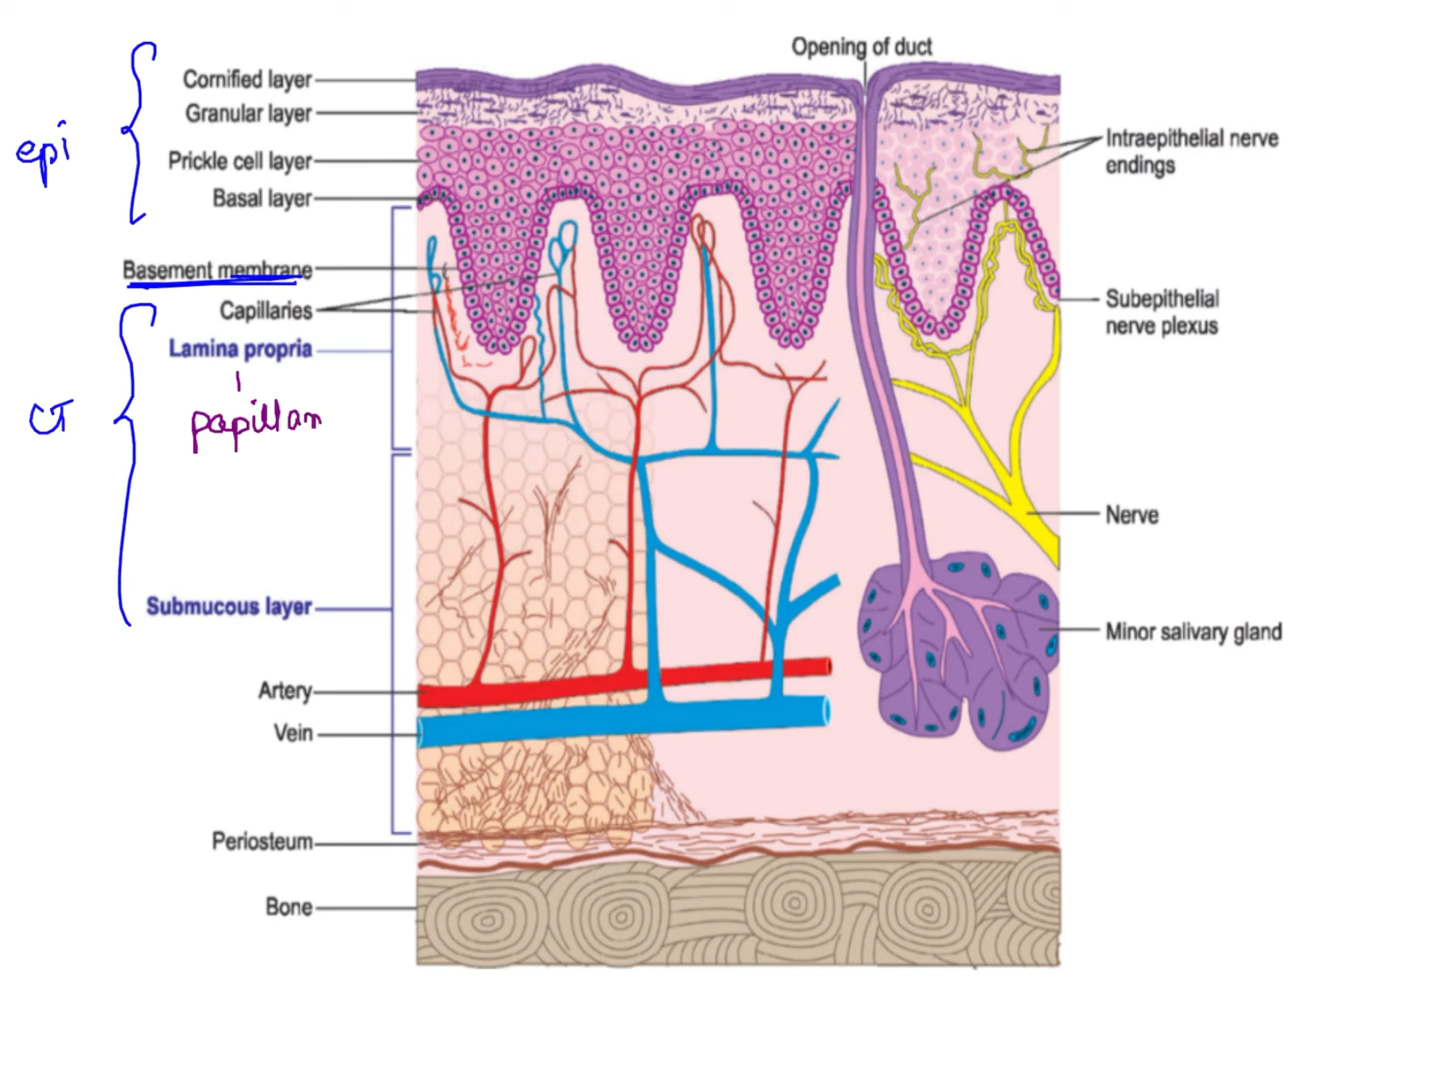 Opening of duct
Cornified layer
Granular layer
Prickle cell layer
Basal layer
Basement membrane
Capillaries
Lamina propria
Submucous layer
Artery
Vein
Periosteum
Bone
epi
CT
Intraepithelial nerve
endings
Subepithelial
nerve plexus
Nerve
Minor salivary gland